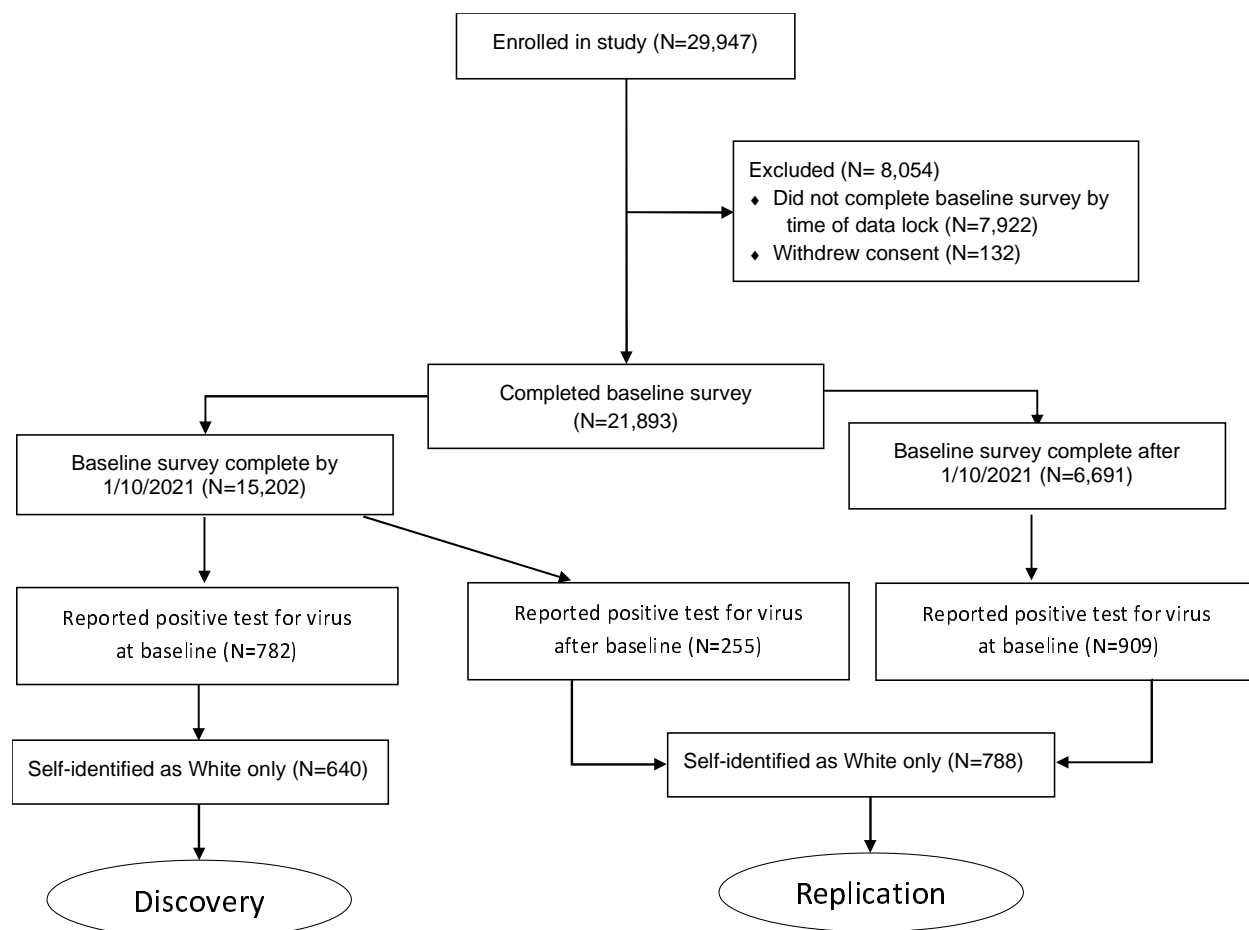 Enrolled in study (N=29,947)
Excluded (N= 8,054)
♦ Did not complete baseline survey by
time of data lock (N=7,922)
♦ Withdrew consent (N=132)
Completed baseline survey
(N=21,893)
Baseline survey complete by
1/10/2021 (N=15,202)
Baseline survey complete after
1/10/2021 (N=6,691)
Reported positive test for virus
at baseline (N=782)
Reported positive test for virus
after baseline (N=255)
Reported positive test for virus
at baseline (N=909)
Self-identified as White only (N=640)
Self-identified as White only (N=788)
Discovery
Replication